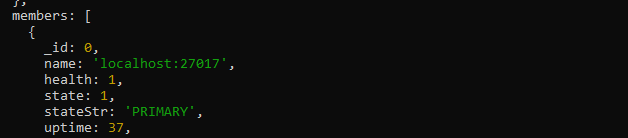 },
members: [
{
_id: 0,
name: 'localhost:27017',
health: 1,
state: 1,
stateStr: 'PRIMARY',
uptime: 37,